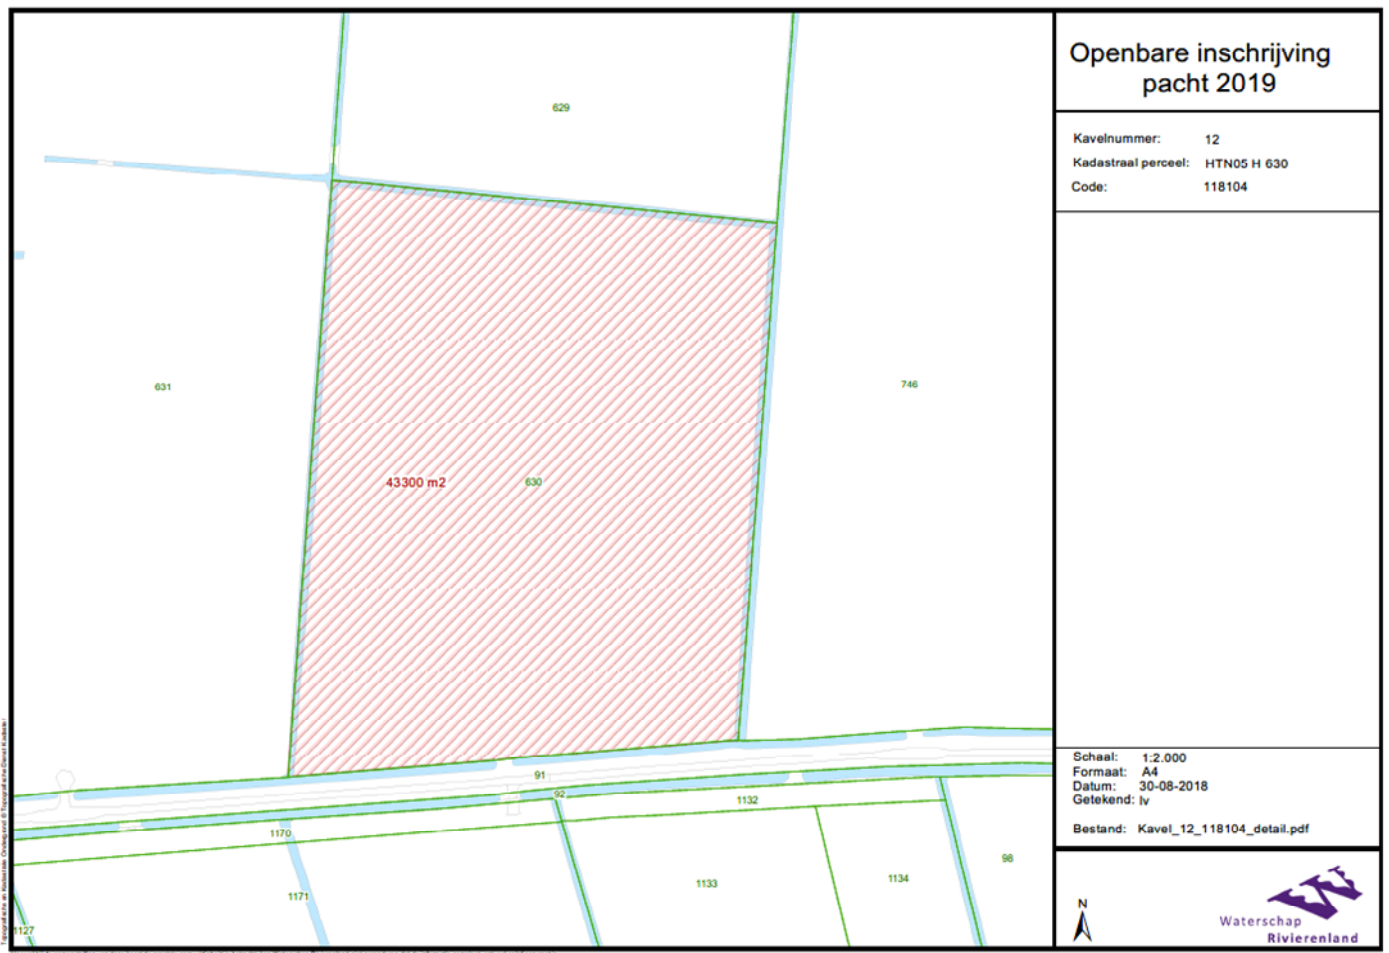 Openbare inschrijving
pacht 2019
Kavelnummer: 12
Kadastraal perceel: HTN05 H 630
Code: 118104
629
631
746
43300 m2
630
91
92
1132
1170
1133
1134
98
1171
1127
Schaal: 1:2.000
Formaat: A4
Datum: 30-08-2018
Getekend: lv
Bestand: Kavel_12_118104_detail.pdf
N
Waterschap
Rivierenland